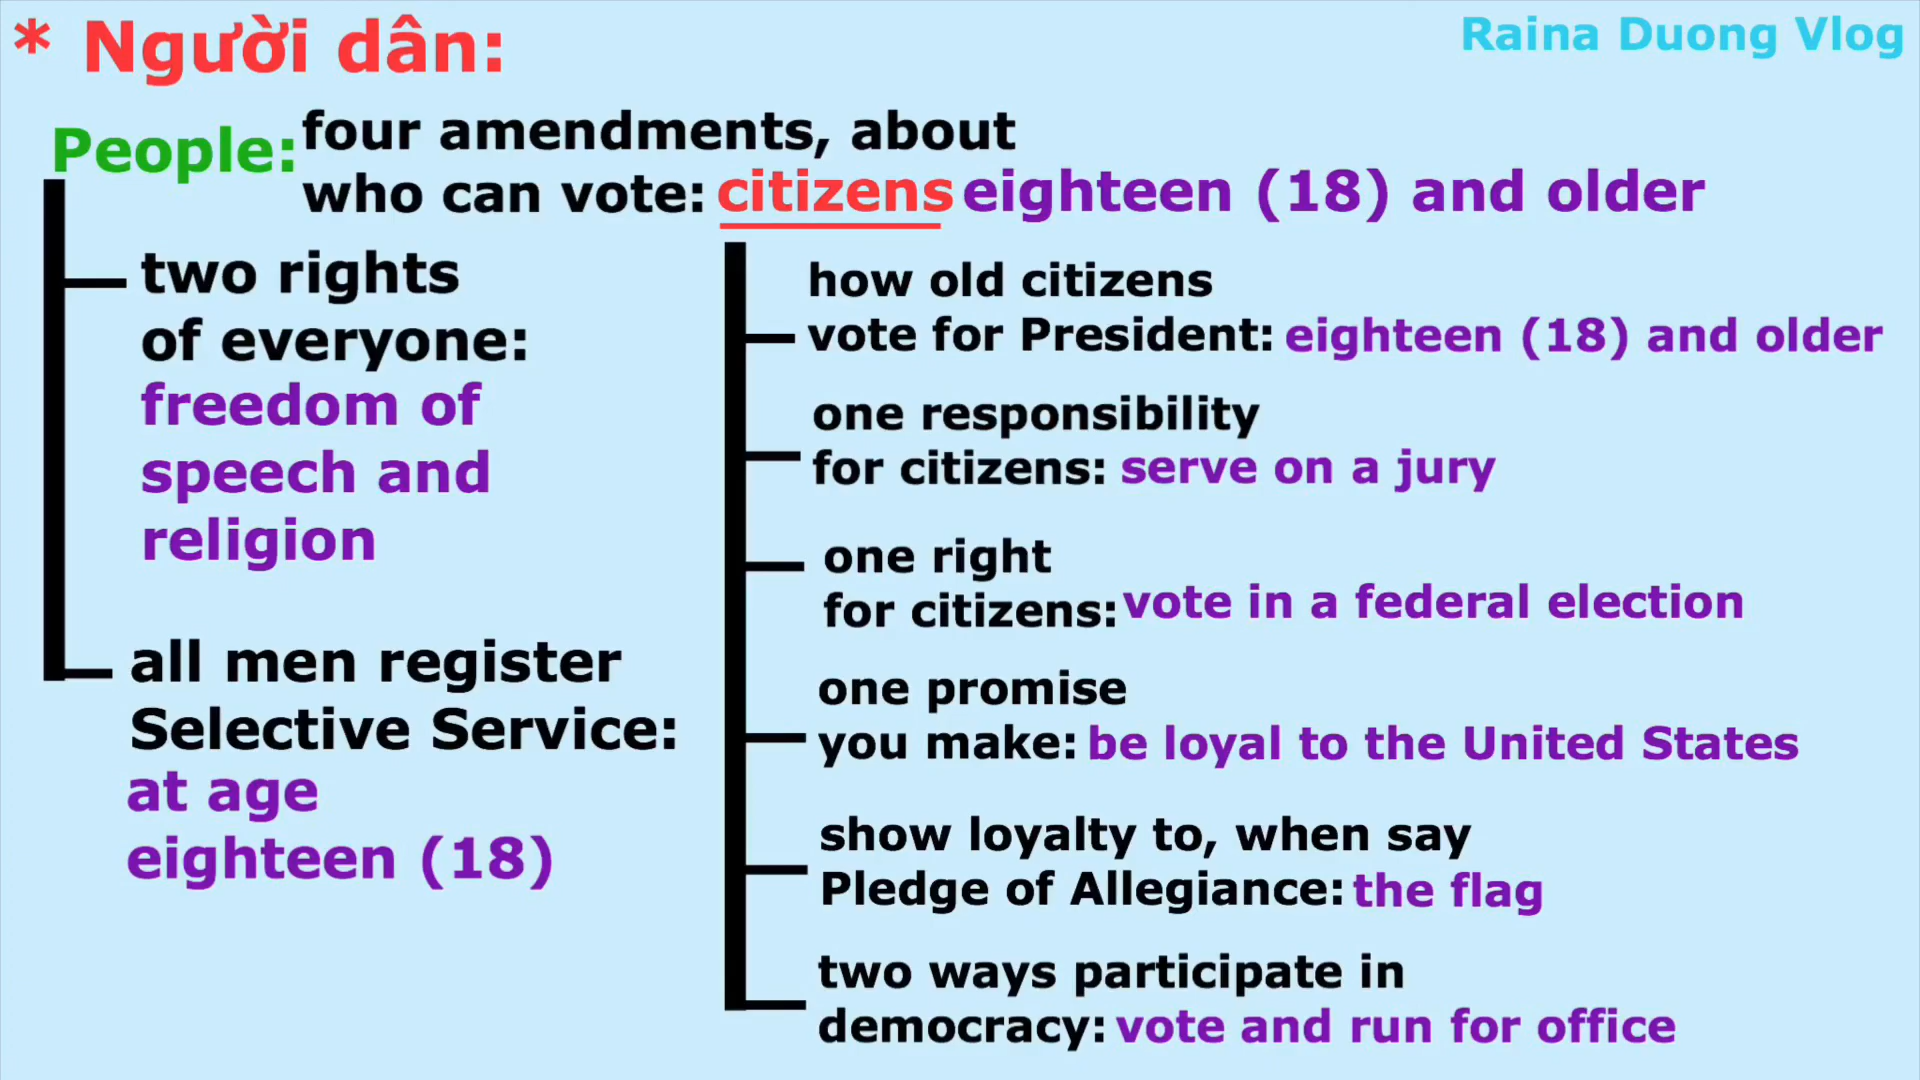 * Người dân:
Raina Duong Vlog
People: four amendments, about
who can vote: citizens eighteen (18) and older
two rights
of everyone:
freedom of
speech and
religion
all men register
Selective Service:
at age
eighteen (18)
how old citizens
vote for President: eighteen (18) and older
one responsibility
for citizens: serve on a jury
one right
for citizens: vote in a federal election
one promise
you make: be loyal to the United States
show loyalty to, when say
Pledge of Allegiance: the flag
two ways participate in
democracy: vote and run for office